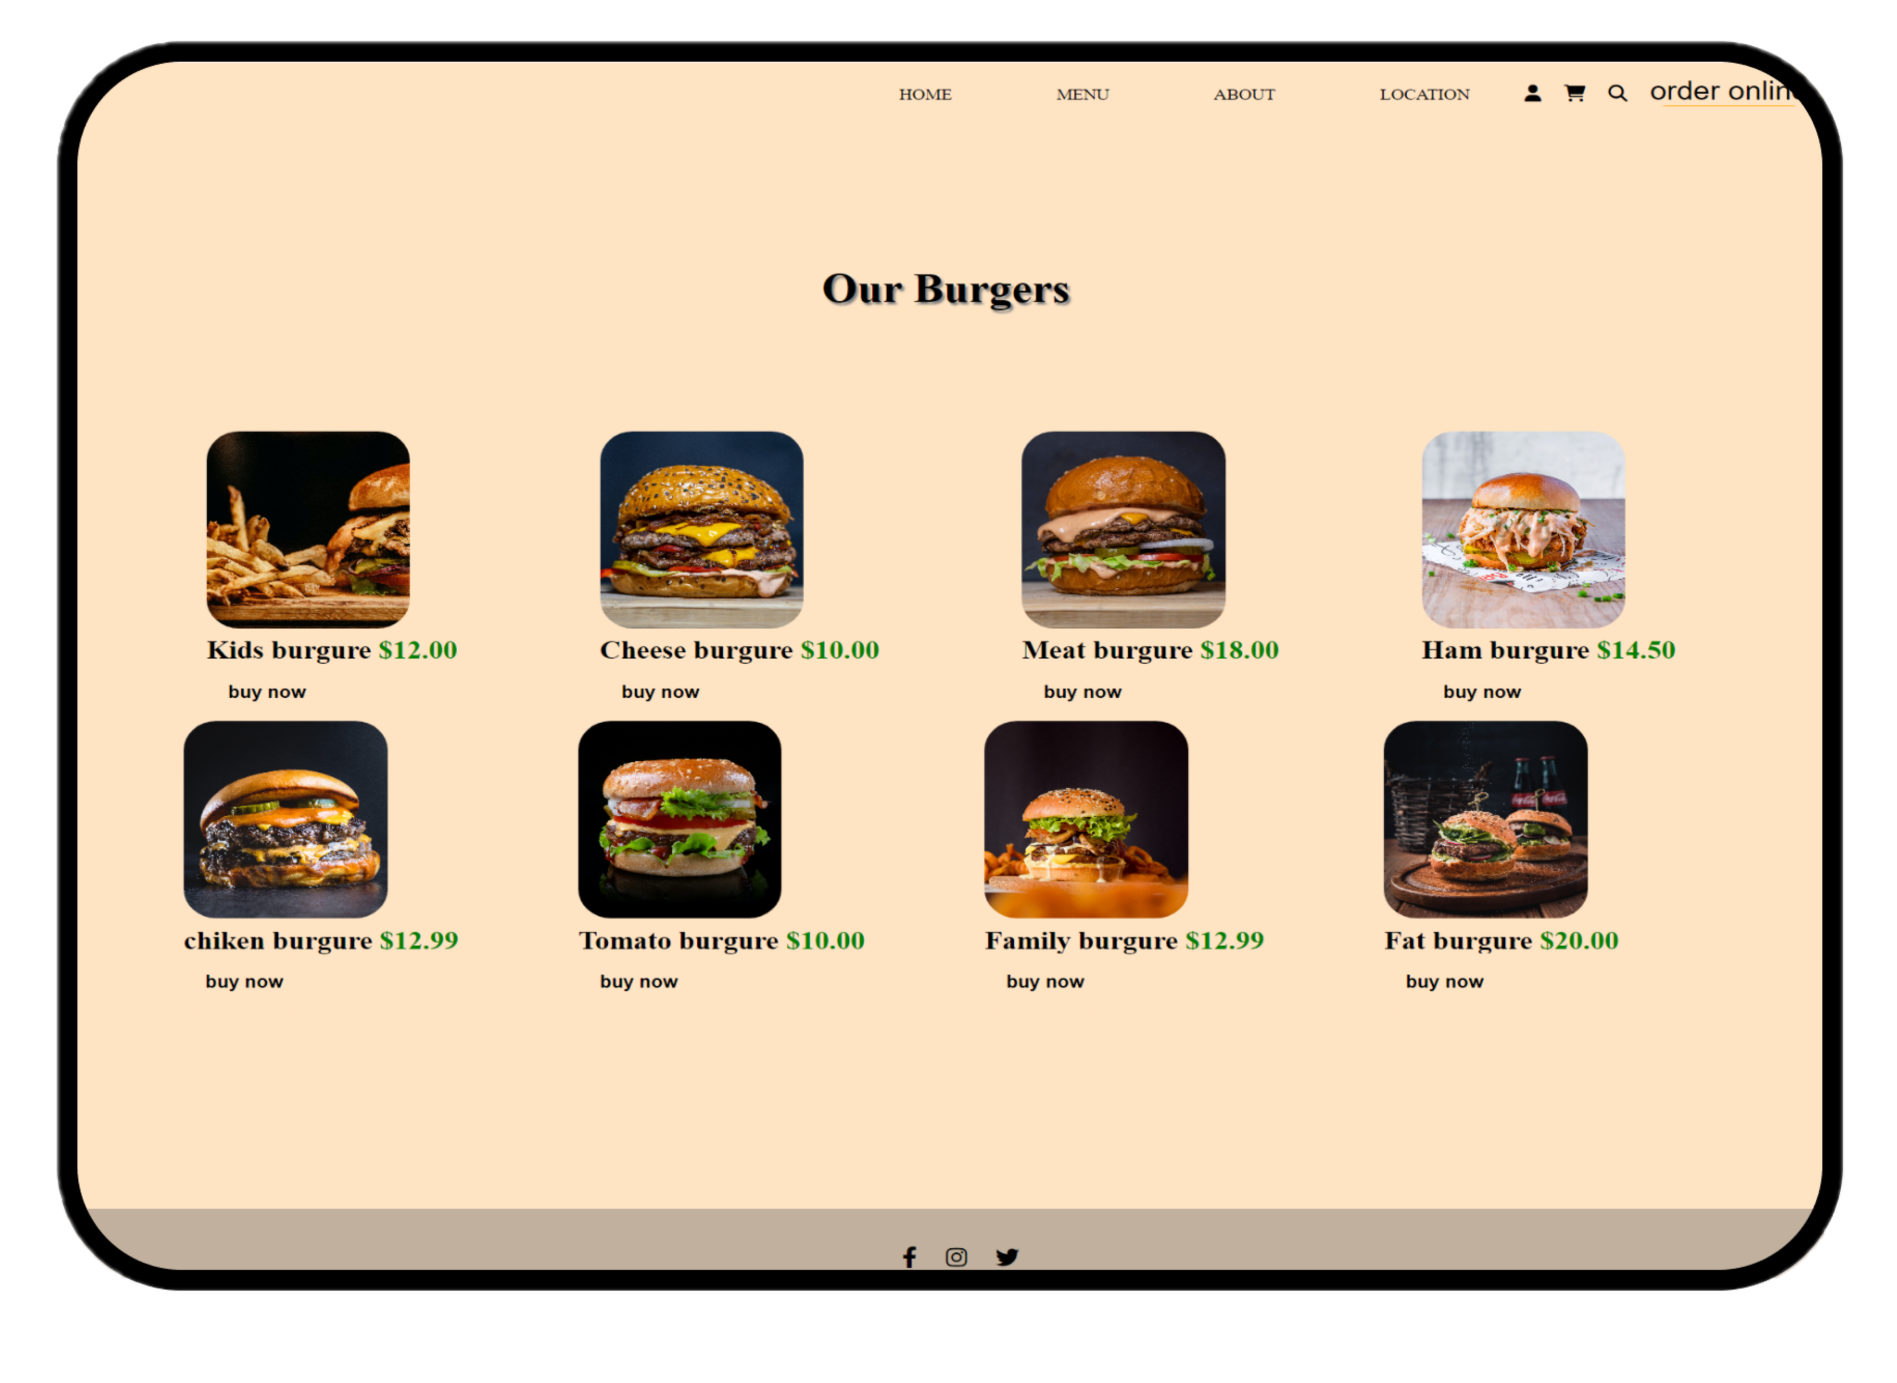 HOME MENU ABOUT LOCATION order onlin
Our Burgers
Kids burgure $12.00 Cheese burgure $10.00 Meat burgure $18.00 Ham burgure $14.50
buy now buy now buy now buy now
chiken burgure $12.99 Tomato burgure $10.00 Family burgure $12.99 Fat burgure $20.00
buy now buy now buy now buy now